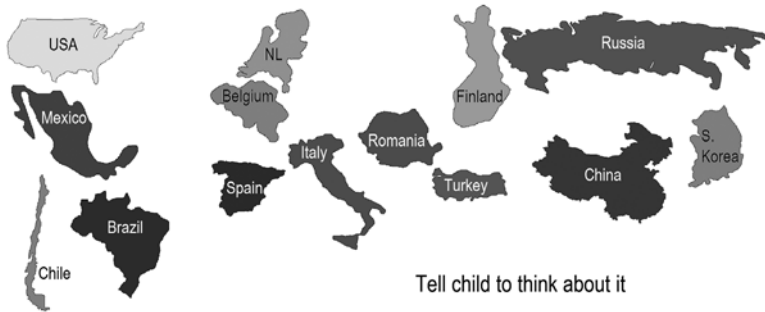 USA
NL
Russia
Belgium
Finland
Mexico
Romania
Italy
S.
Korea
Spain
Turkey
China
Brazil
Chile
Tell child to think about it